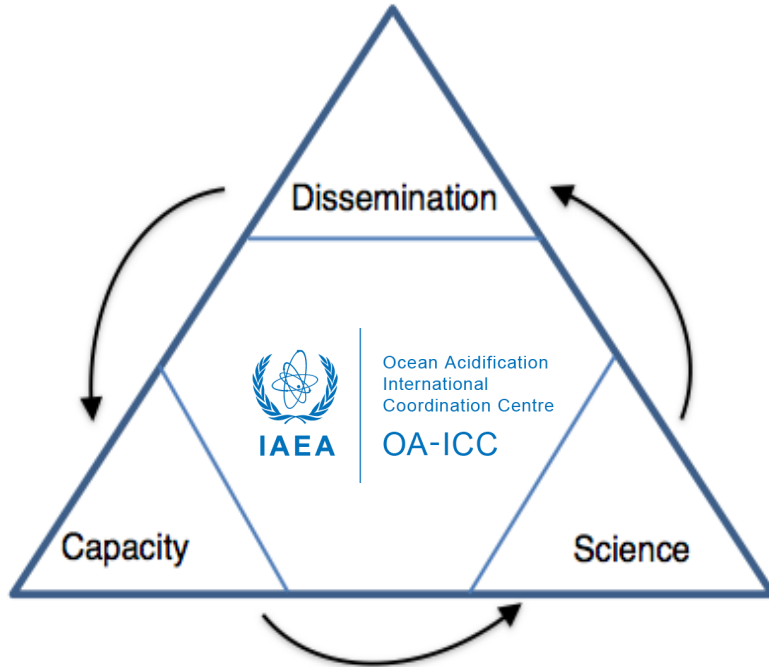 Dissemination
IAEA
Ocean Acidification
International
Coordination Centre
OA-ICC
Capacity
Science